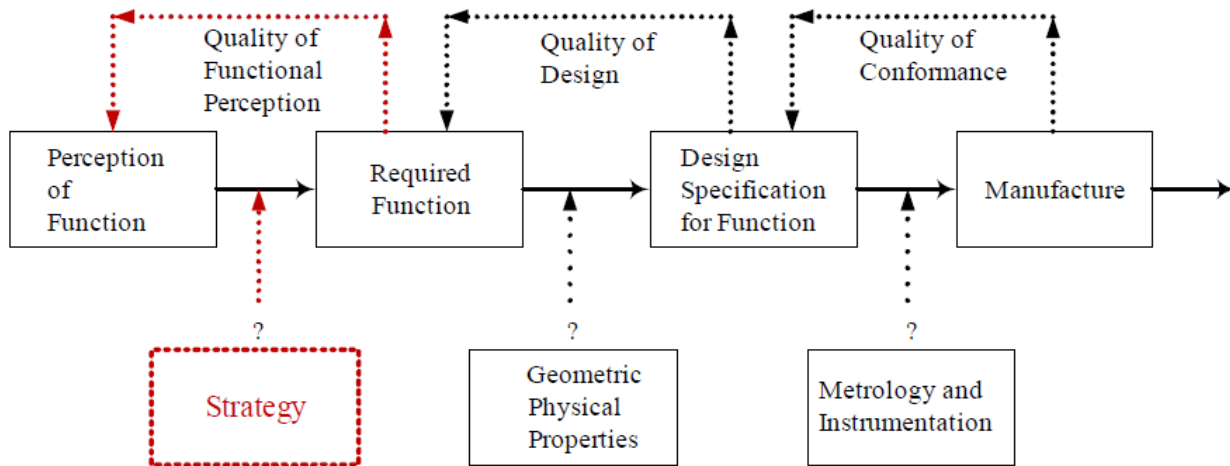 Quality of
Functional
Perception
Quality of
Design
Quality of
Conformance
Perception
of
Function
Required
Function
Design
Specification
for Function
Manufacture
?
?
?
Strategy
Geometric
Physical
Properties
Metrology and
Instrumentation